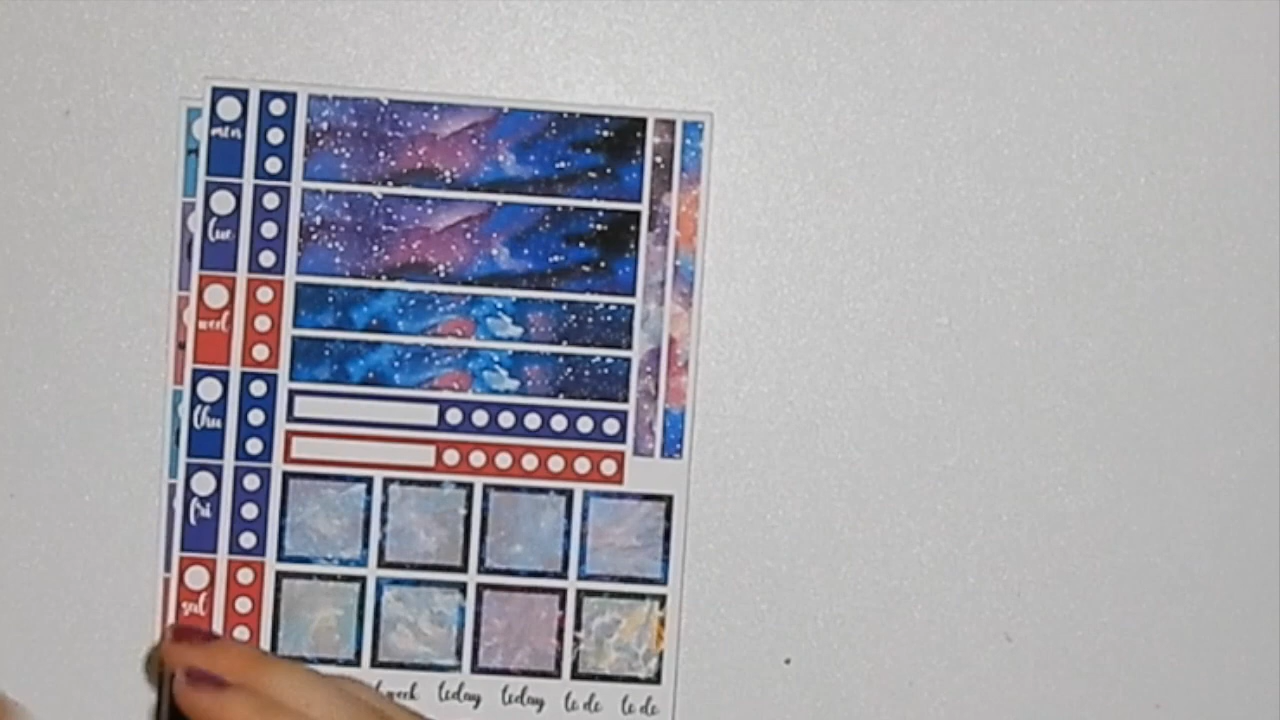 mon
tue
wed
thu
fri
sat
week today today to do to do